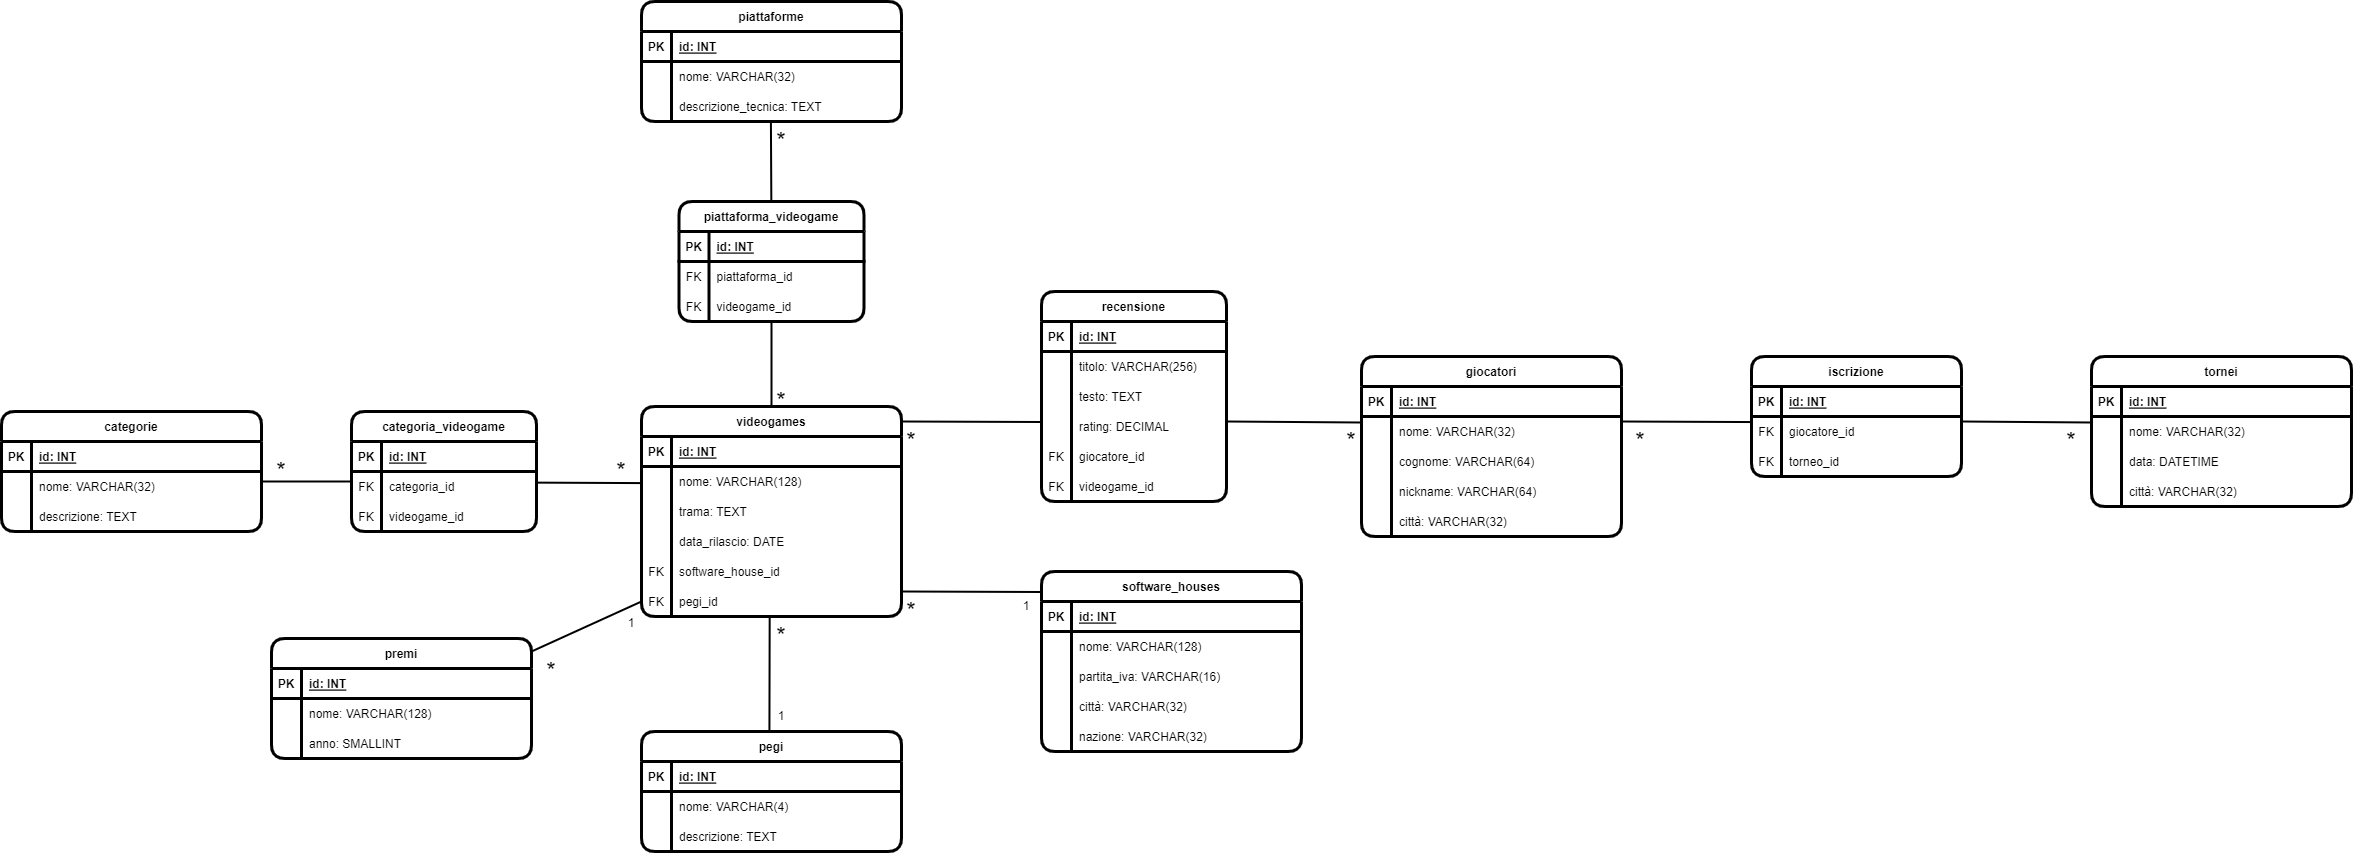 piattaforme
PK id: INT
nome: VARCHAR(32)
descrizione_tecnica: TEXT
*
piattaforma_videogame
PK id: INT
FK piattaforma_id
FK videogame_id
*
categorie
PK id: INT
nome: VARCHAR(32)
descrizione: TEXT
*
categoria_videogame
PK id: INT
FK categoria_id
FK videogame_id
*
videogames
PK id: INT
nome: VARCHAR(128)
trama: TEXT
data_rilascio: DATE
FK software_house_id
FK pegi_id
*
recensione
PK id: INT
titolo: VARCHAR(256)
testo: TEXT
rating: DECIMAL
FK giocatore_id
FK videogame_id
*
giocatori
PK id: INT
nome: VARCHAR(32)
cognome: VARCHAR(64)
nickname: VARCHAR(64)
città: VARCHAR(32)
*
iscrizione
PK id: INT
FK giocatore_id
FK torneo_id
*
tornei
PK id: INT
nome: VARCHAR(32)
data: DATETIME
città: VARCHAR(32)
* 1
software_houses
PK id: INT
nome: VARCHAR(128)
partita_iva: VARCHAR(16)
città: VARCHAR(32)
nazione: VARCHAR(32)
1
*
premi
PK id: INT
nome: VARCHAR(128)
anno: SMALLINT
*
1
pegi
PK id: INT
nome: VARCHAR(4)
descrizione: TEXT